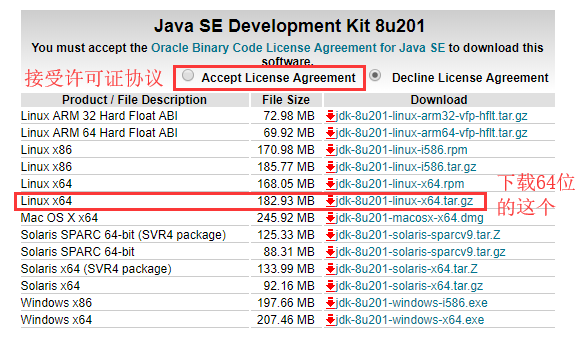 Java SE Development Kit 8u201
You must accept the Oracle Binary Code License Agreement for Java SE to download this
software.
接受许可证协议 Accept License Agreement Decline License Agreement
Product / File Description File Size Download
Linux ARM 32 Hard Float ABI 72.98 MB jdk-8u201-linux-arm32-vfp-hflt.tar.gz
Linux ARM 64 Hard Float ABI 69.92 MB jdk-8u201-linux-arm64-vfp-hflt.tar.gz
Linux x86 170.98 MB jdk-8u201-linux-i586.rpm
Linux x86 185.77 MB jdk-8u201-linux-i586.tar.gz
Linux x64 168.05 MB jdk-8u201-linux-x64.rpm
Linux x64 182.93 MB jdk-8u201-linux-x64.tar.gz
下载64位
的这个
Mac OS X x64 245.92 MB jdk-8u201-macosx-x64.dmg
Solaris SPARC 64-bit (SVR4 package) 125.33 MB jdk-8u201-solaris-sparcv9.tar.Z
Solaris SPARC 64-bit 88.31 MB jdk-8u201-solaris-sparcv9.tar.gz
Solaris x64 (SVR4 package) 133.99 MB jdk-8u201-solaris-x64.tar.Z
Solaris x64 92.16 MB jdk-8u201-solaris-x64.tar.gz
Windows x86 197.66 MB jdk-8u201-windows-i586.exe
Windows x64 207.46 MB jdk-8u201-windows-x64.exe